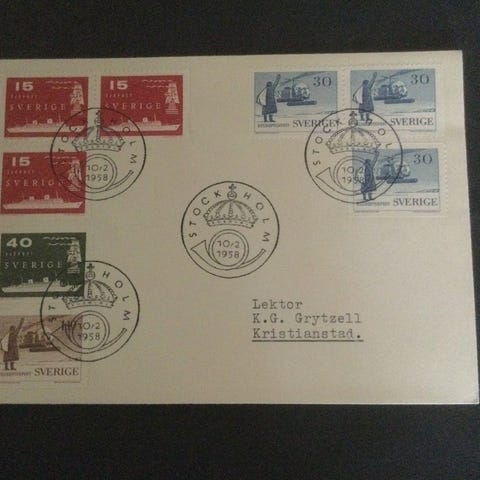 15
SVERIGE
15
SVERIGE
30
SVERIGE
30
SVERIGE
15
SVERIGE
30
SVERIGE
40
SVERIGE
SVERIGE
STOCKHOLM
10/2
1958
STOCKHOLM
10/2
1958
STOCKHOLM
10/2
1958
STOCKHOLM
10/2
1958
Lektor
K.G. Grytzell
Kristianstad.